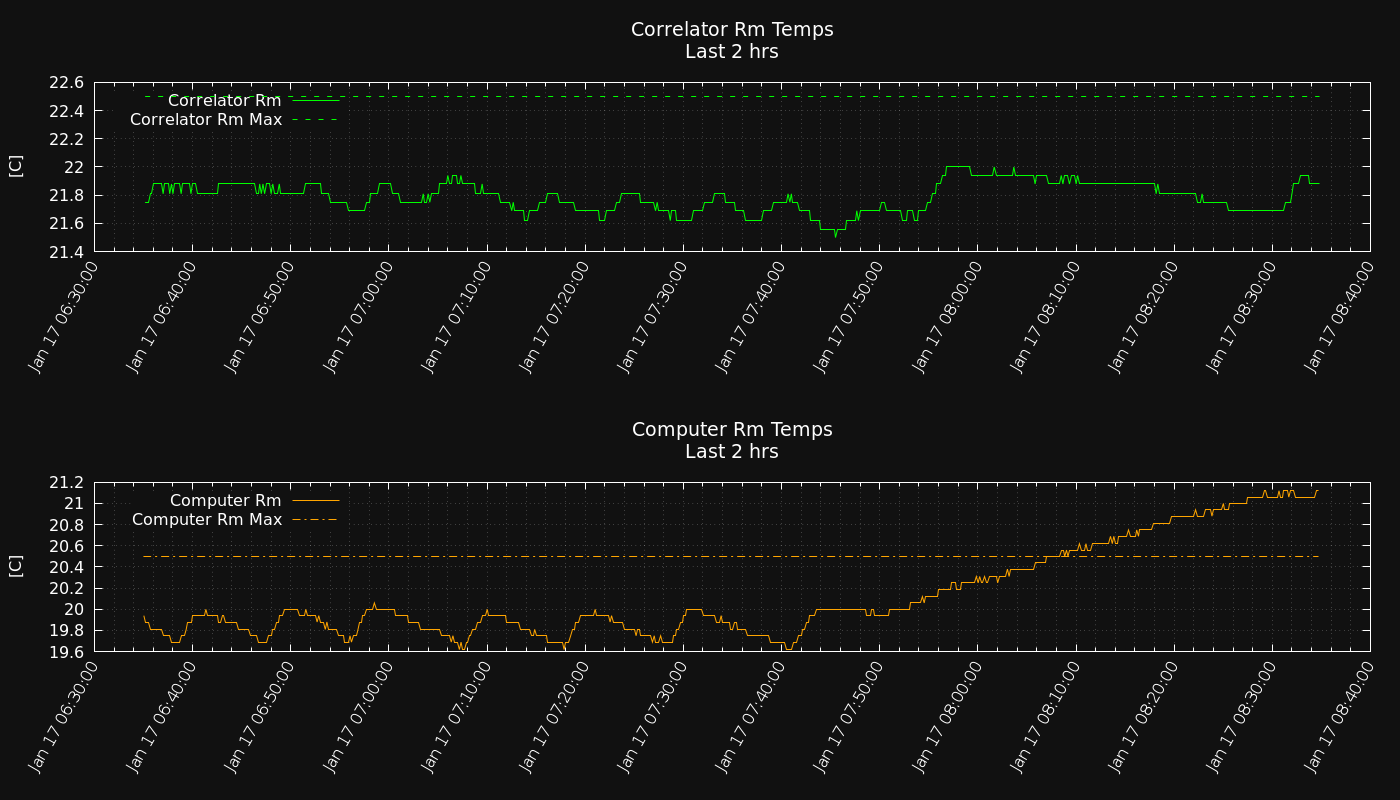 Correlator Rm Temps
Last 2 hrs
[C]
22.6
22.4
22.2
22
21.8
21.6
21.4
Correlator Rm
Correlator Rm Max
Jan 17 06:30:00
Jan 17 06:40:00
Jan 17 06:50:00
Jan 17 07:00:00
Jan 17 07:10:00
Jan 17 07:20:00
Jan 17 07:30:00
Jan 17 07:40:00
Jan 17 07:50:00
Jan 17 08:00:00
Jan 17 08:10:00
Jan 17 08:20:00
Jan 17 08:30:00
Jan 17 08:40:00
Computer Rm Temps
Last 2 hrs
[C]
21.2
21
20.8
20.6
20.4
20.2
20
19.8
19.6
Computer Rm
Computer Rm Max
Jan 17 06:30:00
Jan 17 06:40:00
Jan 17 06:50:00
Jan 17 07:00:00
Jan 17 07:10:00
Jan 17 07:20:00
Jan 17 07:30:00
Jan 17 07:40:00
Jan 17 07:50:00
Jan 17 08:00:00
Jan 17 08:10:00
Jan 17 08:20:00
Jan 17 08:30:00
Jan 17 08:40:00